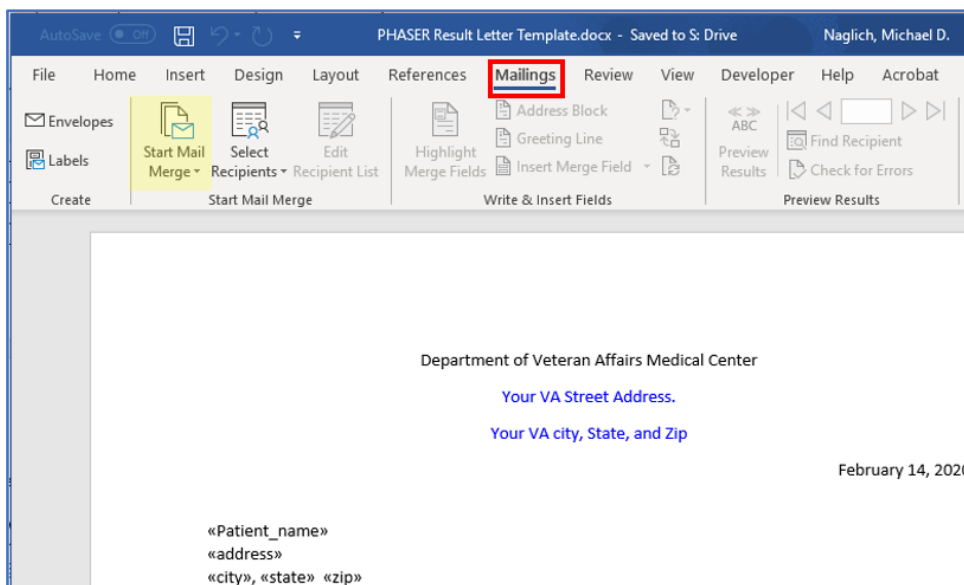 AutoSave Off PHASER Result Letter Template.docx - Saved to S: Drive Naglich, Michael D.
File Home Insert Design Layout References Mailings Review View Developer Help Acrobat
Envelopes
Labels
Create
Start Mail
Merge
Select
Recipients
Edit
Recipient List
Start Mail Merge
Highlight
Merge Fields
Address Block
Greeting Line
Insert Merge Field
Write & Insert Fields
ABC
Preview
Results
Find Recipient
Check for Errors
Preview Results
Department of Veteran Affairs Medical Center
Your VA Street Address.
Your VA city, State, and Zip
February 14, 2020
«Patient_name»
«address»
«city», «state» «zip»